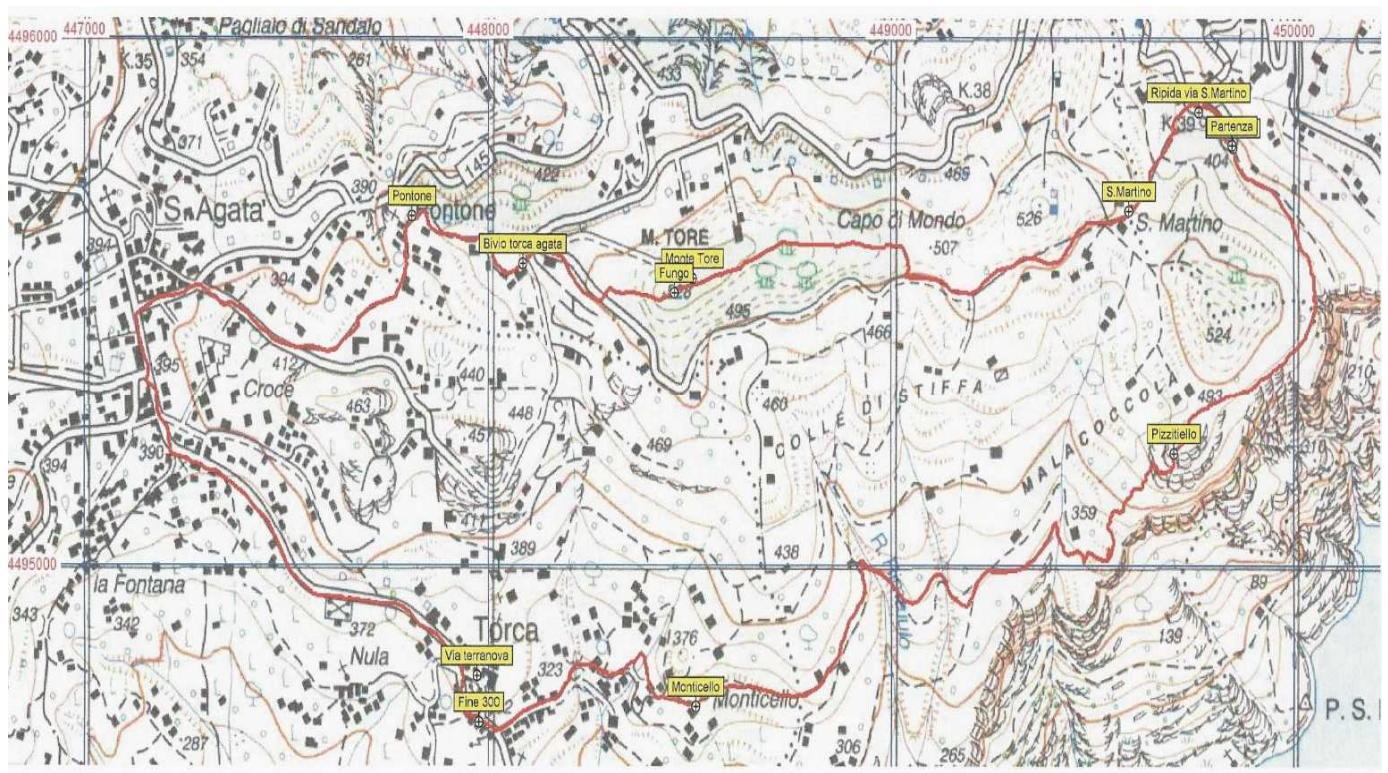 447000
448000
449000
450000
4496000
Pagliaio di Sandalo
K.35
354
261
433
K.38
Ripida via S.Martino
K.39
Partenza
404
371
390
145
422
469
Pontone
S. Agata
S.Martino
526
S. Martino
Capo di Mondo
507
394
Bivio torca agata
M. TORE
Monte Tore
Fungo
394
495
466
524
395
412
Croce
440
463
448
460
COLLE DI STIFFA
MALACOCCOLA
493
210
Pizzitiello
394
390
451
469
411
359
389
438
4495000
la Fontana
89
343
342
372
Torca
376
139
Nula
Via terranova
323
Fine 300
Monticello
Monticello
P. S.
287
306
265